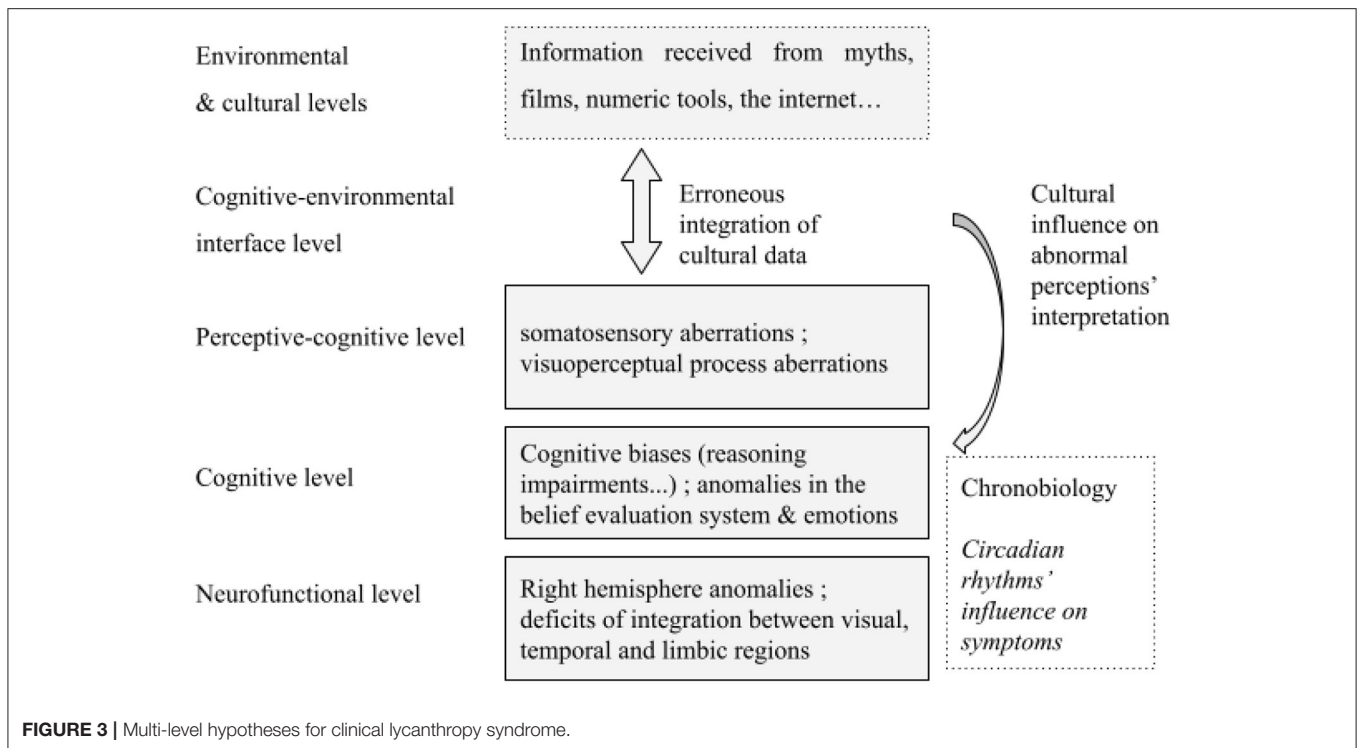 Environmental
& cultural levels
Information received from myths,
films, numeric tools, the internet…
Cognitive-environmental
interface level
Erroneous
integration of
cultural data
Cultural
influence on
abnormal
perceptions’
interpretation
Perceptive-cognitive level
somatosensory aberrations ;
visuoperceptual process aberrations
Cognitive level
Cognitive biases (reasoning
impairments...) ; anomalies in the
belief evaluation system & emotions
Chronobiology
Circadian
rhythms’
influence on
symptoms
Neurofunctional level
Right hemisphere anomalies ;
deficits of integration between visual,
temporal and limbic regions
FIGURE 3 | Multi-level hypotheses for clinical lycanthropy syndrome.